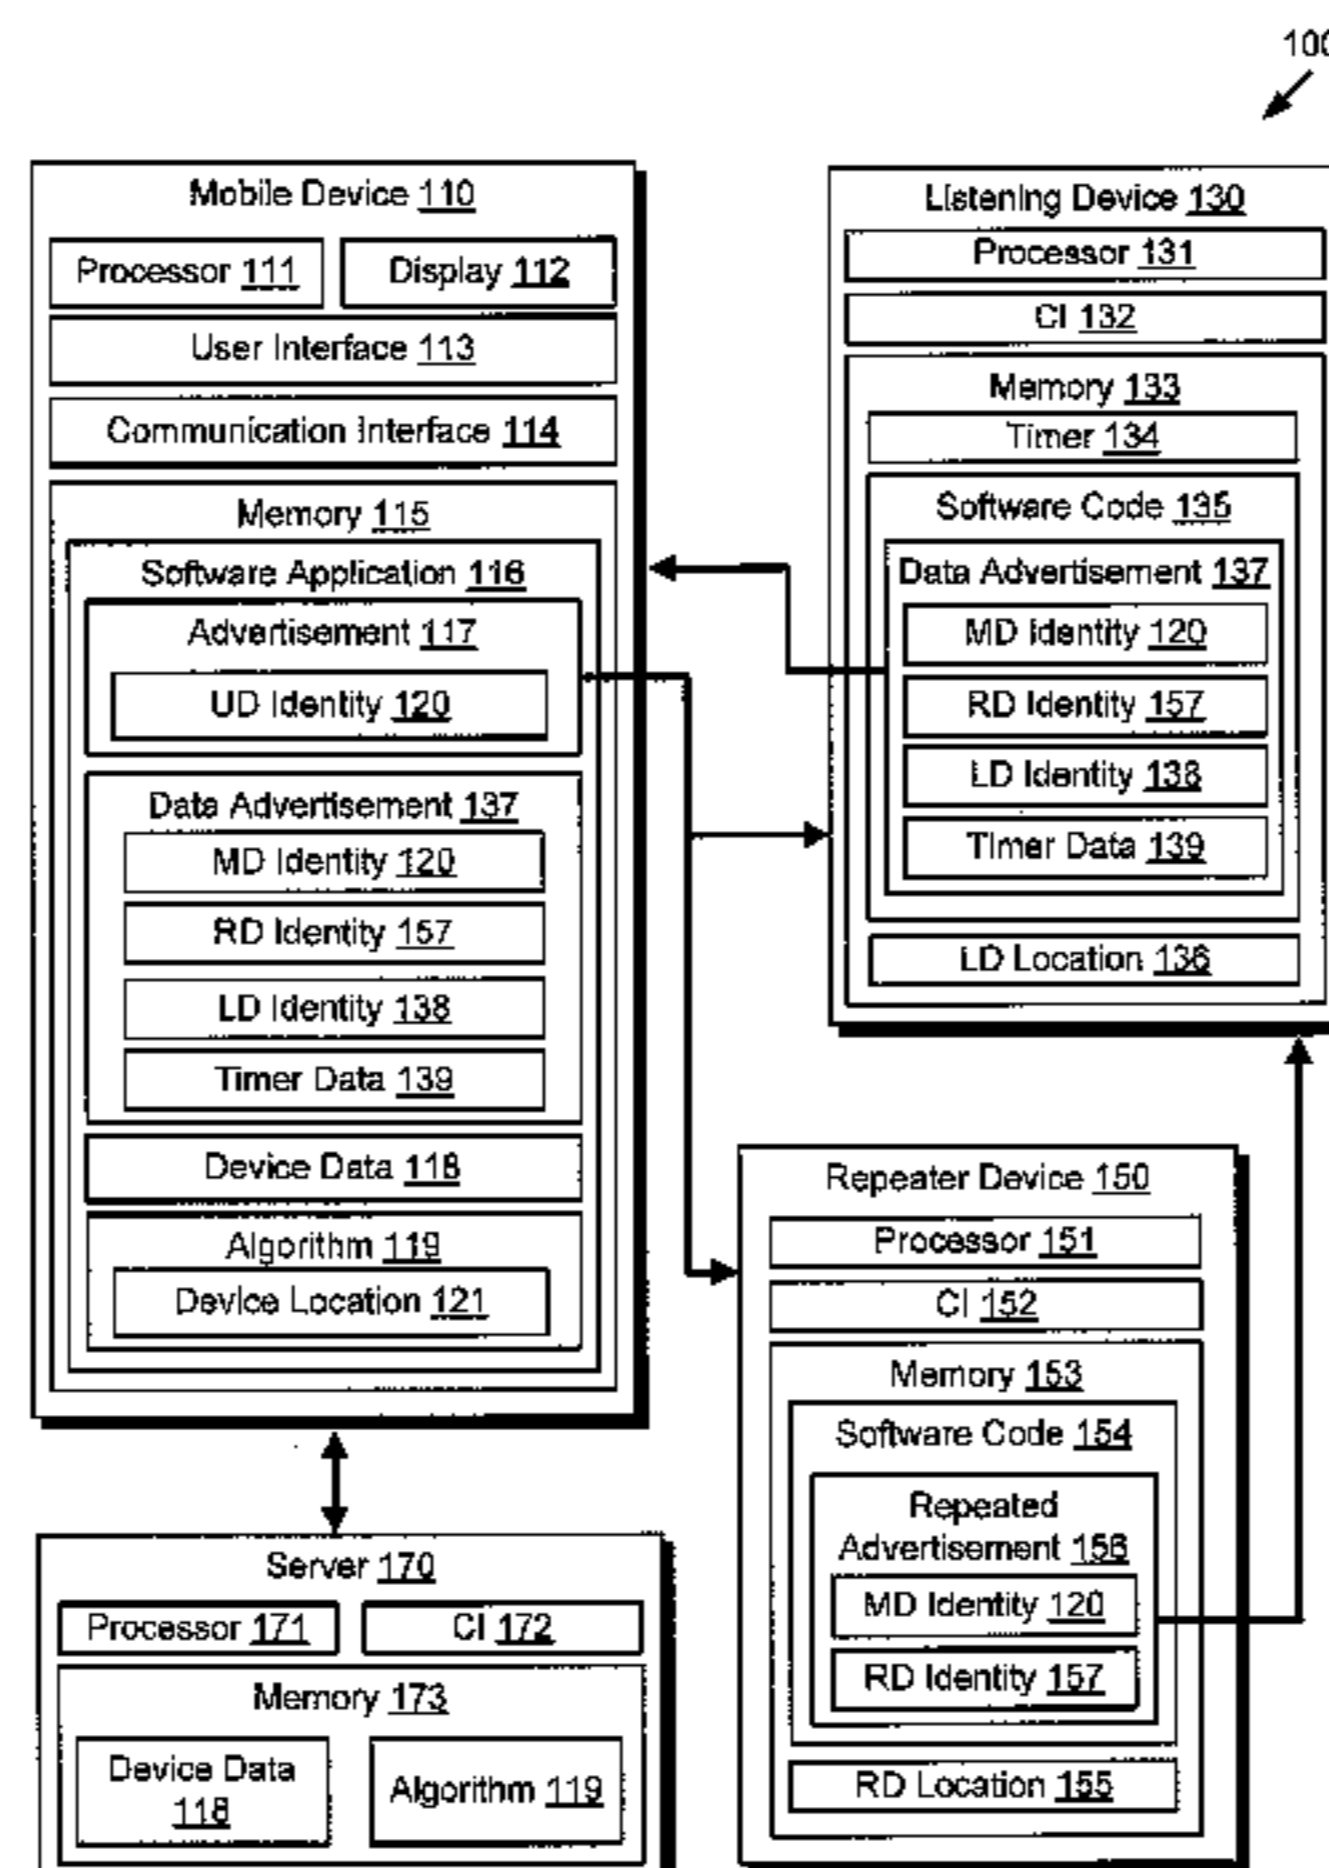 100
Mobile Device 110
Processor 111
Display 112
User Interface 113
Communication Interface 114
Memory 115
Software Application 116
Advertisement 117
UD Identity 120
Data Advertisement 137
MD Identity 120
RD Identity 157
LD Identity 138
Timer Data 139
Device Data 118
Algorithm 119
Device Location 121
Listening Device 130
Processor 131
CI 132
Memory 133
Timer 134
Software Code 135
Data Advertisement 137
MD Identity 120
RD Identity 157
LD Identity 138
Timer Data 139
LD Location 136
Repeater Device 150
Processor 151
CI 152
Memory 153
Software Code 154
Repeated
Advertisement 156
MD Identity 120
RD Identity 157
RD Location 155
Server 170
Processor 171
CI 172
Memory 173
Device Data
118
Algorithm 119